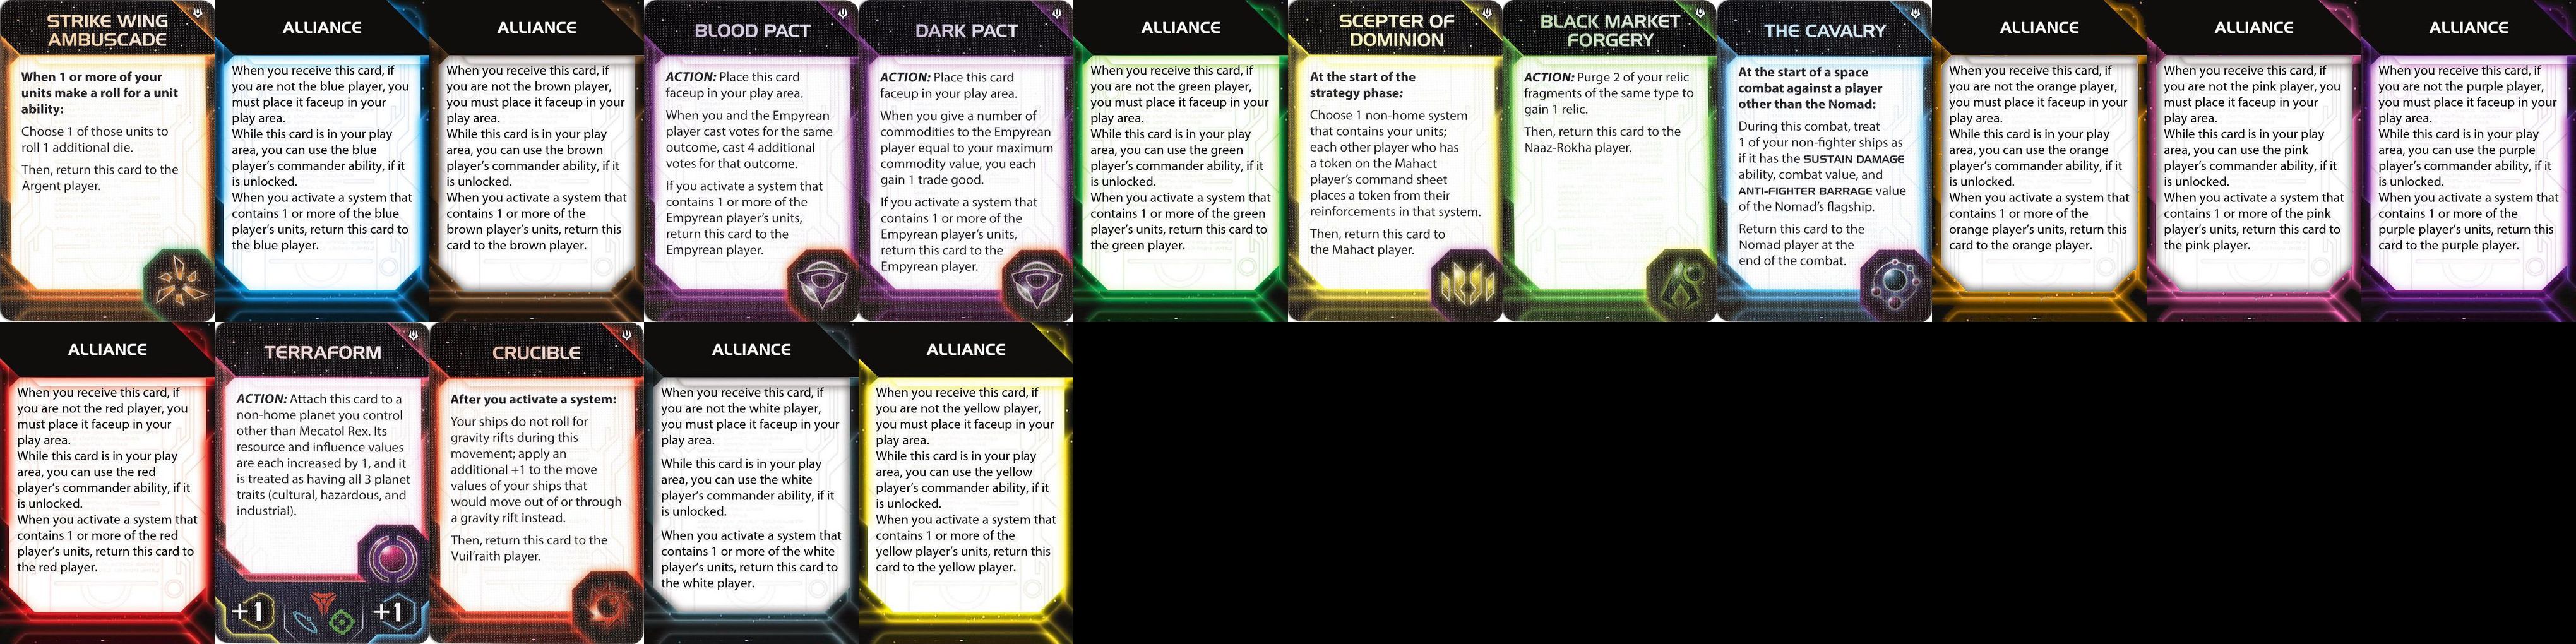 STRIKE WING
AMBUSCADE
When 1 or more of your
units make a roll for a unit
ability:
Choose 1 of those units to
roll 1 additional die.
Then, return this card to the
Argent player.
ALLIANCE
When you receive this card, if
you are not the blue player, you
must place it faceup in your
play area.
While this card is in your play
area, you can use the blue
player's commander ability, if it
is unlocked.
When you activate a system that
contains 1 or more of the blue
player's units, return this card to
the blue player.
ALLIANCE
When you receive this card, if
you are not the brown player,
you must place it faceup in your
play area.
While this card is in your play
area, you can use the brown
player's commander ability, if it
is unlocked.
When you activate a system that
contains 1 or more of the
brown player's units, return this
card to the brown player.
BLOOD PACT
ACTION: Place this card
faceup in your play area.
When you and the Empyrean
player cast votes for the same
outcome, cast 4 additional
votes for that outcome.
If you activate a system that
contains 1 or more of the
Empyrean player's units,
return this card to the
Empyrean player.
DARK PACT
ACTION: Place this card
faceup in your play area.
When you give a number of
commodities to the Empyrean
player equal to your maximum
commodity value, you each
gain 1 trade good.
If you activate a system that
contains 1 or more of the
Empyrean player's units,
return this card to the
Empyrean player.
ALLIANCE
When you receive this card, if
you are not the green player,
you must place it faceup in your
play area.
While this card is in your play
area, you can use the green
player's commander ability, if it
is unlocked.
When you activate a system that
contains 1 or more of the green
player's units, return this card to
the green player.
SCEPTER OF
DOMINION
At the start of the
strategy phase:
Choose 1 non-home system
that contains your units;
each other player who has
a token on the Mahact
player's command sheet
places a token from their
reinforcements in that system.
Then, return this card to
the Mahact player.
BLACK MARKET
FORGERY
ACTION: Purge 2 of your relic
fragments of the same type to
gain 1 relic.
Then, return this card to the
Naaz-Rokha player.
THE CAVALRY
At the start of a space
combat against a player
other than the Nomad:
During this combat, treat
1 of your non-fighter ships as
if it has the SUSTAIN DAMAGE
ability, combat value, and
ANTI-FIGHTER BARRAGE value
of the Nomad's flagship.
Return this card to the
Nomad player at the
end of the combat.
ALLIANCE
When you receive this card, if
you are not the orange player,
you must place it faceup in your
play area.
While this card is in your play
area, you can use the orange
player's commander ability, if it
is unlocked.
When you activate a system that
contains 1 or more of the
orange player's units, return this
card to the orange player.
ALLIANCE
When you receive this card, if
you are not the pink player, you
must place it faceup in your
play area.
While this card is in your play
area, you can use the pink
player's commander ability, if it
is unlocked.
When you activate a system that
contains 1 or more of the pink
player's units, return this card to
the pink player.
ALLIANCE
When you receive this card, if
you are not the purple player,
you must place it faceup in your
play area.
While this card is in your play
area, you can use the purple
player's commander ability, if it
is unlocked.
When you activate a system that
contains 1 or more of the
purple player's units, return this
card to the purple player.
ALLIANCE
When you receive this card, if
you are not the red player, you
must place it faceup in your
play area.
While this card is in your play
area, you can use the red
player's commander ability, if it
is unlocked.
When you activate a system that
contains 1 or more of the red
player's units, return this card to
the red player.
TERRAFORM
ACTION: Attach this card to a
non-home planet you control
other than Mecatol Rex. Its
resource and influence values
are each increased by 1, and it
is treated as having all 3 planet
traits (cultural, hazardous, and
industrial).
+1 +1
CRUCIBLE
After you activate a system:
Your ships do not roll for
gravity rifts during this
movement; apply an
additional +1 to the move
values of your ships that
would move out of or through
a gravity rift instead.
Then, return this card to the
Vuil'raith player.
ALLIANCE
When you receive this card, if
you are not the white player,
you must place it faceup in your
play area.
While this card is in your play
area, you can use the white
player's commander ability, if it
is unlocked.
When you activate a system that
contains 1 or more of the white
player's units, return this card to
the white player.
ALLIANCE
When you receive this card, if
you are not the yellow player,
you must place it faceup in your
play area.
While this card is in your play
area, you can use the yellow
player's commander ability, if it
is unlocked.
When you activate a system that
contains 1 or more of the
yellow player's units, return this
card to the yellow player.